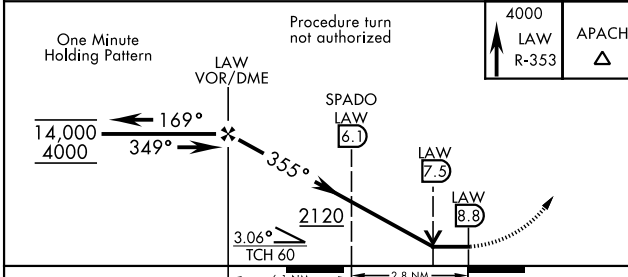 One Minute
Holding Pattern
Procedure turn
not authorized
4000
LAW
R-353
APACH
LAW
VOR/DME
14,000
4000
169°
349°
355°
SPADO
LAW
6.1
LAW
7.5
LAW
8.8
2120
3.06°
TCH 60
2.8 NM